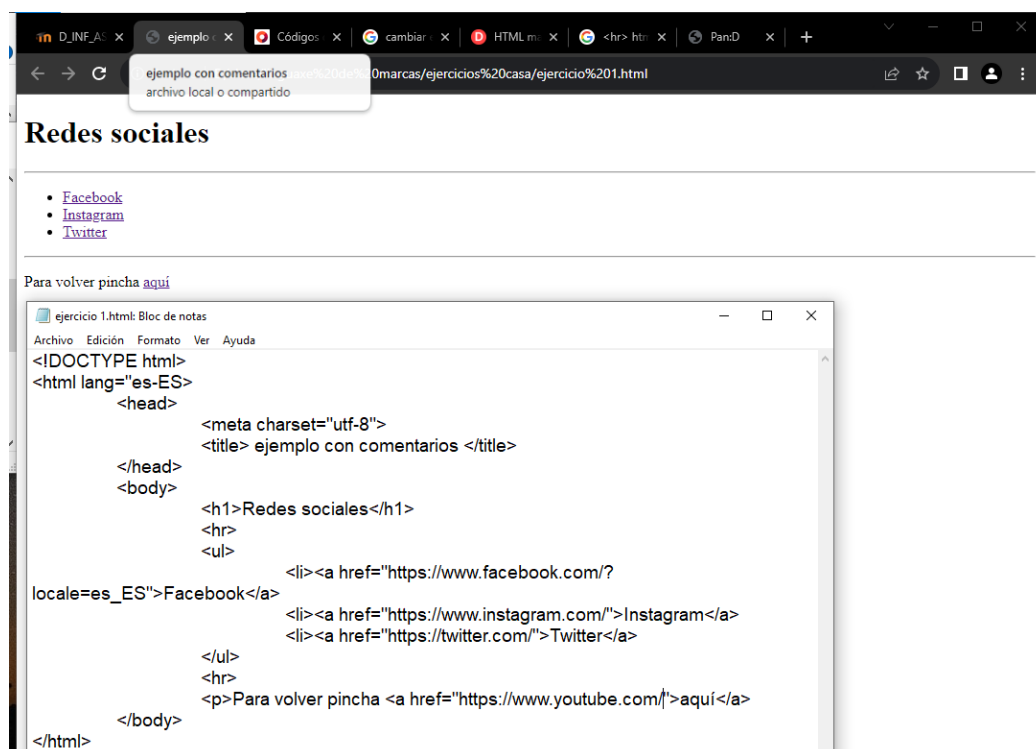 D_INF_AS
ejemplo c
Códigos
cambiar
HTML ma
<hr> htm
Pan:D
ejemplo con comentarios
archivo local o compartido
axe%20de%20marcas/ejercicios%20casa/ejercicio%201.html
Redes sociales
Facebook
Instagram
Twitter
Para volver pincha aquí
ejercicio 1.html: Bloc de notas
Archivo Edición Formato Ver Ayuda
<!DOCTYPE html>
<html lang="es-ES>
<head>
<meta charset="utf-8">
<title> ejemplo con comentarios </title>
</head>
<body>
<h1>Redes sociales</h1>
<hr>
<ul>
<li><a href="https://www.facebook.com/?
locale=es_ES">Facebook</a>
<li><a href="https://www.instagram.com/">Instagram</a>
<li><a href="https://twitter.com/">Twitter</a>
</ul>
<hr>
<p>Para volver pincha <a href="https://www.youtube.com/">aquí</a>
</body>
</html>